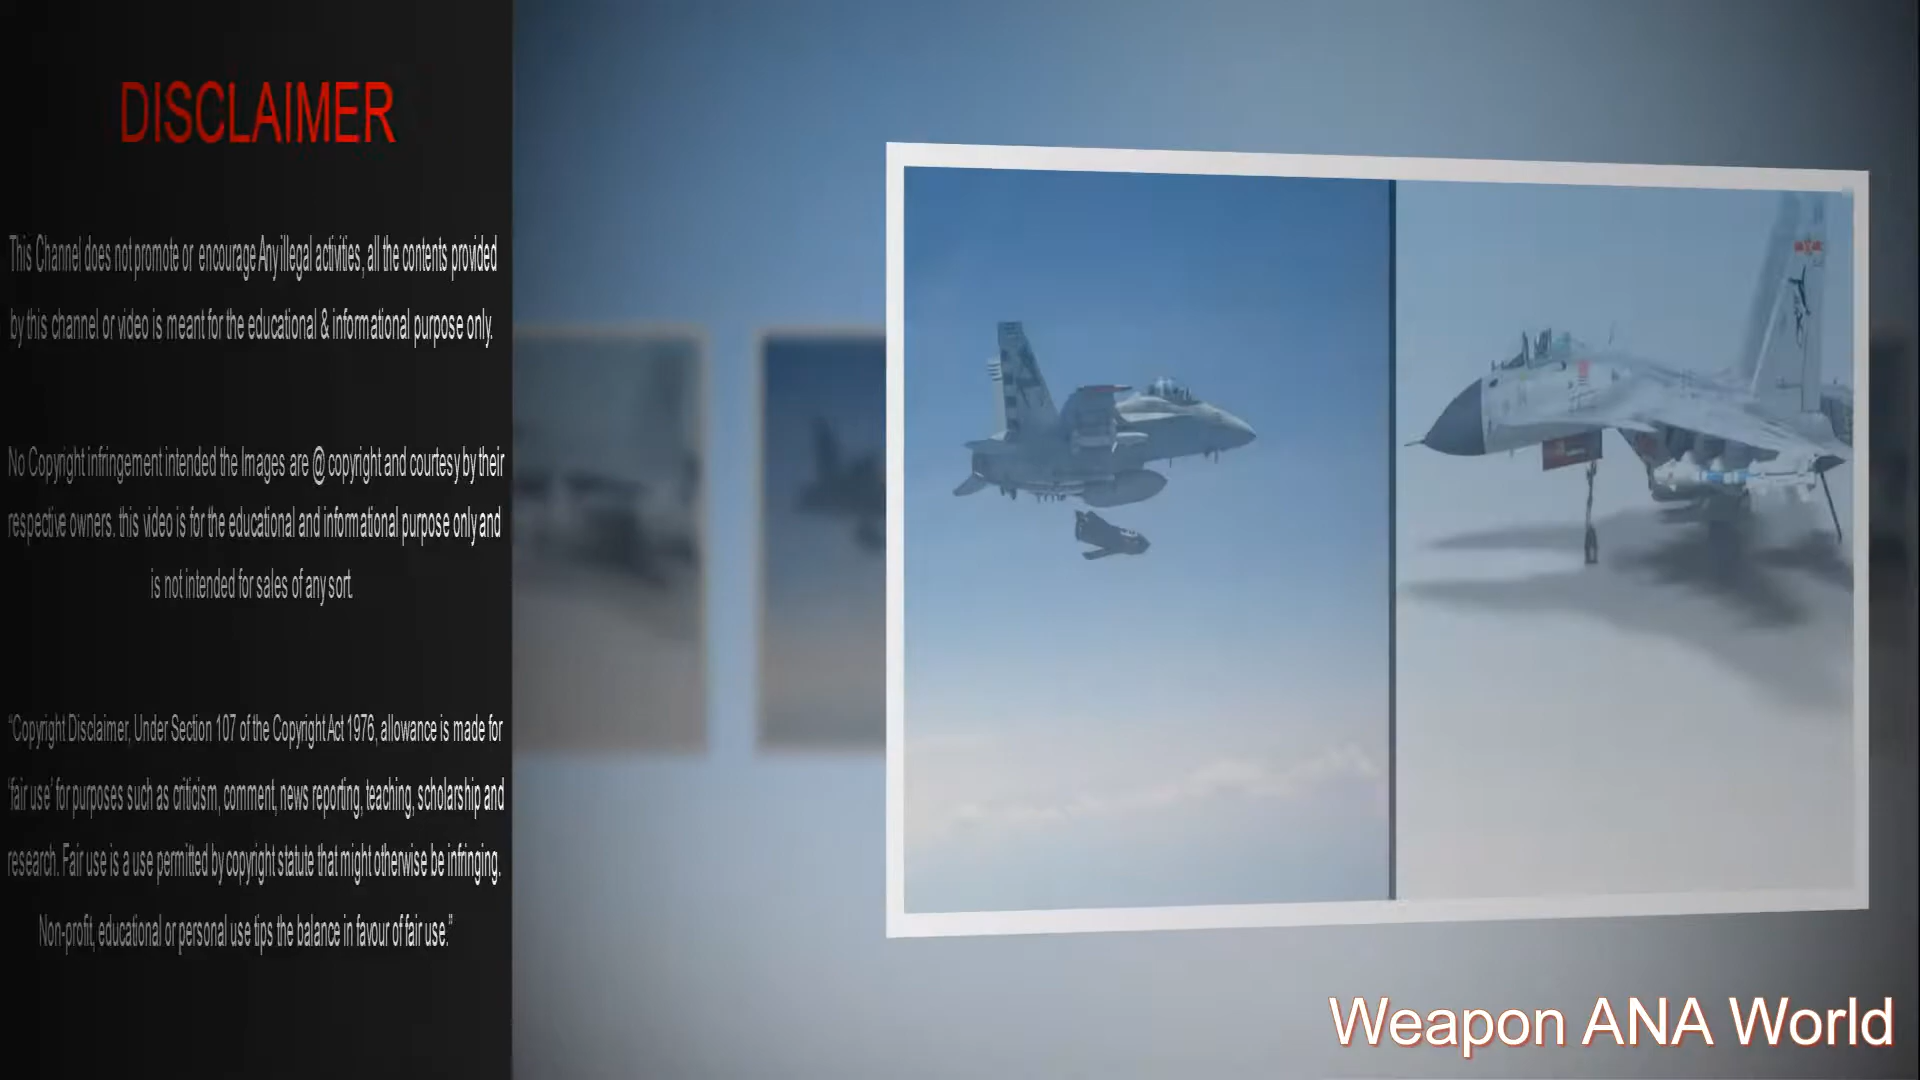 DISCLAIMER
This Channel does not promote or encourage Any illegal activities, all the contents provided
by this channel or video is meant for the educational & informational purpose only.
No Copyright infringement intended the Images are @ copyright and courtesy by their
respective owners. this video is for the educational and informational purpose only and
is not intended for sales of any sort.
"Copyright Disclaimer, Under Section 107 of the Copyright Act 1976, allowance is made for
'fair use' for purposes such as criticism, comment, news reporting, teaching, scholarship and
research. Fair use is a use permitted by copyright statute that might otherwise be infringing.
Non-profit, educational or personal use tips the balance in favour of fair use."
Weapon ANA World